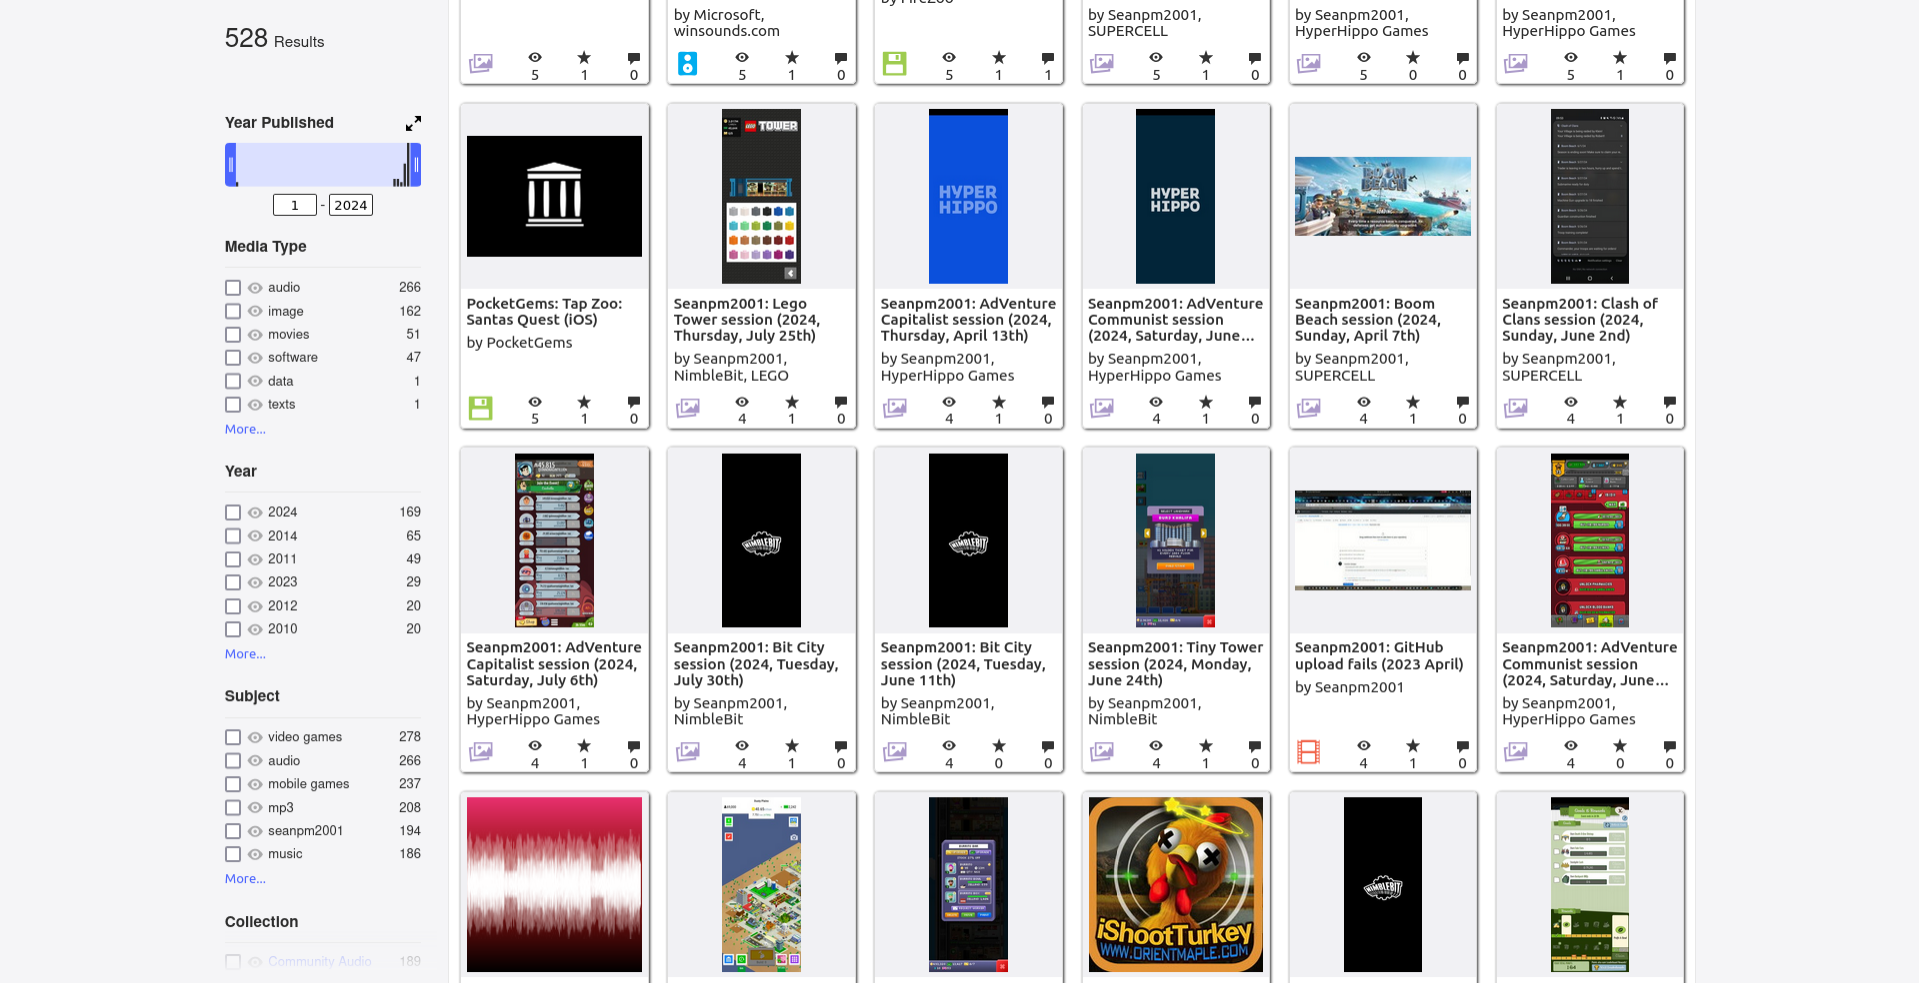 528 Results
Year Published
1 - 2024
Media Type
audio 266
image 162
movies 51
software 47
data 1
texts 1
More...
Year
2024 169
2014 65
2011 49
2023 29
2012 20
2010 20
More...
Subject
video games 278
audio 266
mobile games 237
mp3 208
seanpm2001 194
music 186
More...
Collection
Community Audio 189
5 1 0
by Microsoft,
winsounds.com
5 1 0
5 1 1
by Seanpm2001,
SUPERCELL
5 1 0
by Seanpm2001,
HyperHippo Games
5 0 0
by Seanpm2001,
HyperHippo Games
5 1 0
PocketGems: Tap Zoo:
Santas Quest (iOS)
by PocketGems
5 1 0
LEGO TOWER
Seanpm2001: Lego
Tower session (2024,
Thursday, July 25th)
by Seanpm2001,
NimbleBit, LEGO
4 1 0
HYPER
HIPPO
Seanpm2001: AdVenture
Capitalist session (2024,
Thursday, April 13th)
by Seanpm2001,
HyperHippo Games
4 1 0
HYPER
HIPPO
Seanpm2001: AdVenture
Communist session
(2024, Saturday, June...
by Seanpm2001,
HyperHippo Games
4 1 0
BOOM
BEACH
Seanpm2001: Boom
Beach session (2024,
Sunday, April 7th)
by Seanpm2001,
SUPERCELL
4 1 0
Seanpm2001: Clash of
Clans session (2024,
Sunday, June 2nd)
by Seanpm2001,
SUPERCELL
4 1 0
Seanpm2001: AdVenture
Capitalist session (2024,
Saturday, July 6th)
by Seanpm2001,
HyperHippo Games
4 1 0
NIMBLEBIT
Seanpm2001: Bit City
session (2024, Tuesday,
July 30th)
by Seanpm2001,
NimbleBit
4 1 0
NIMBLEBIT
Seanpm2001: Bit City
session (2024, Tuesday,
June 11th)
by Seanpm2001,
NimbleBit
4 0 0
Seanpm2001: Tiny Tower
session (2024, Monday,
June 24th)
by Seanpm2001,
NimbleBit
4 1 0
Seanpm2001: GitHub
upload fails (2023 April)
by Seanpm2001
4 1 0
Seanpm2001: AdVenture
Communist session
(2024, Saturday, June...
by Seanpm2001,
HyperHippo Games
4 0 0
iShootTurkey
WWW.ORIENTMAPLE.COM
NIMBLEBIT